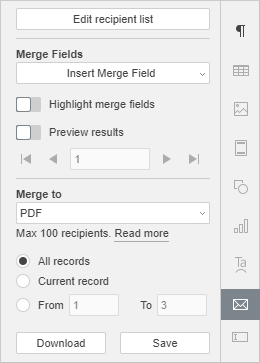 Edit recipient list
Merge Fields
Insert Merge Field
Highlight merge fields
Preview results
1
Merge to
PDF
Max 100 recipients. Read more
All records
Current record
From 1 To 3
Download Save
Ta